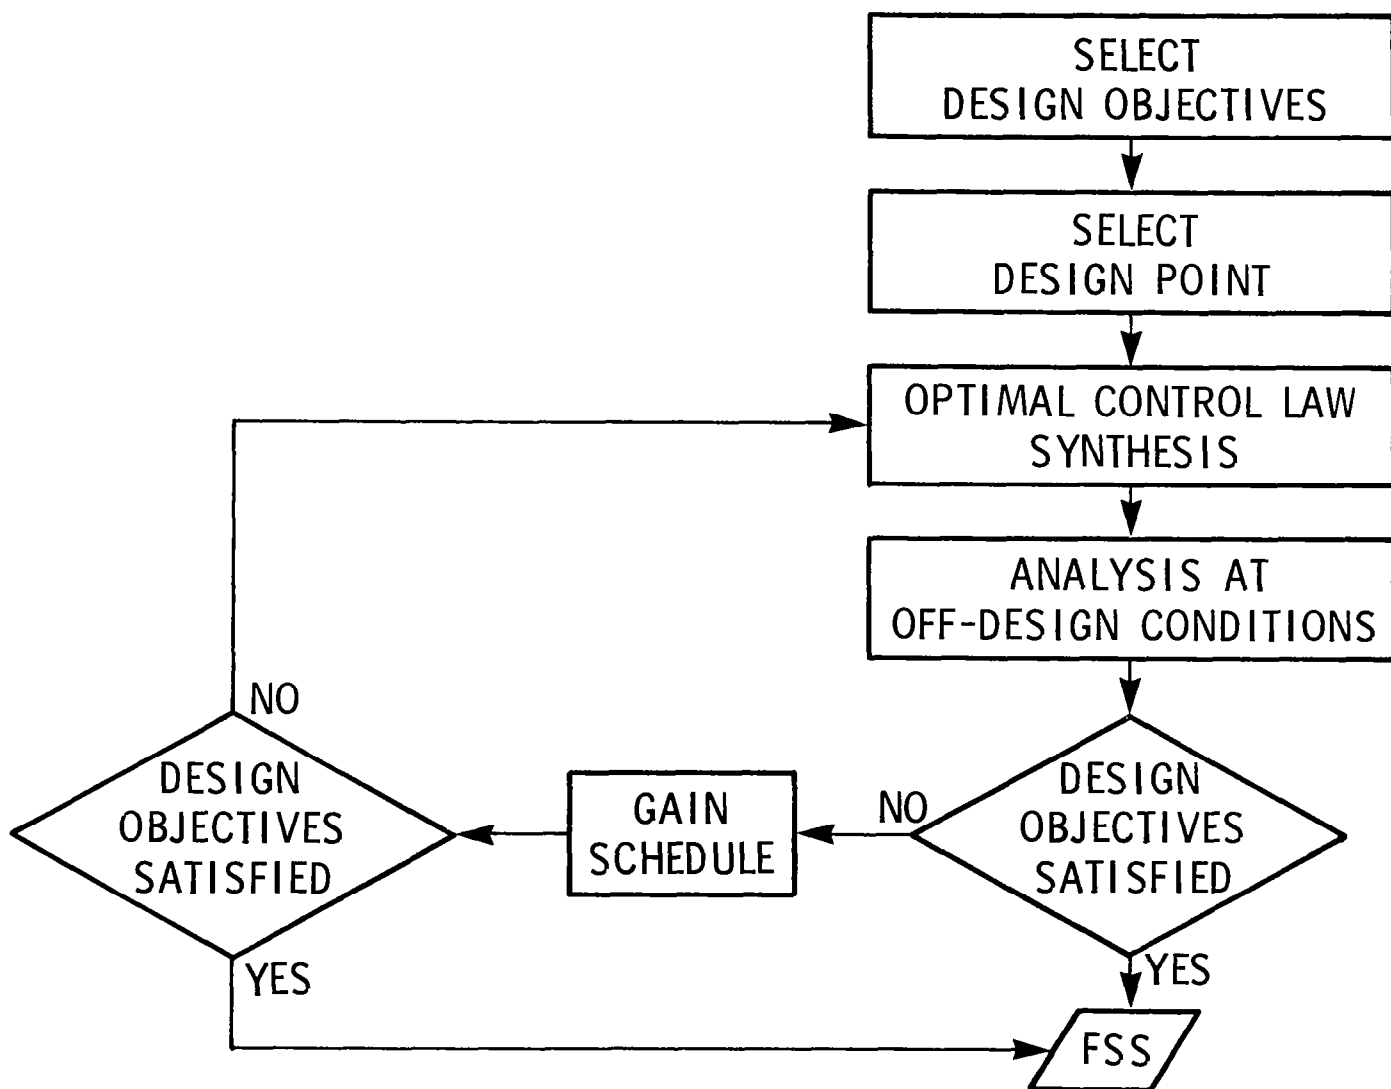 SELECT
DESIGN OBJECTIVES
SELECT
DESIGN POINT
OPTIMAL CONTROL LAW
SYNTHESIS
ANALYSIS AT
OFF-DESIGN CONDITIONS
NO
DESIGN
OBJECTIVES
SATISFIED
YES
GAIN
SCHEDULE
NO
DESIGN
OBJECTIVES
SATISFIED
YES
FSS